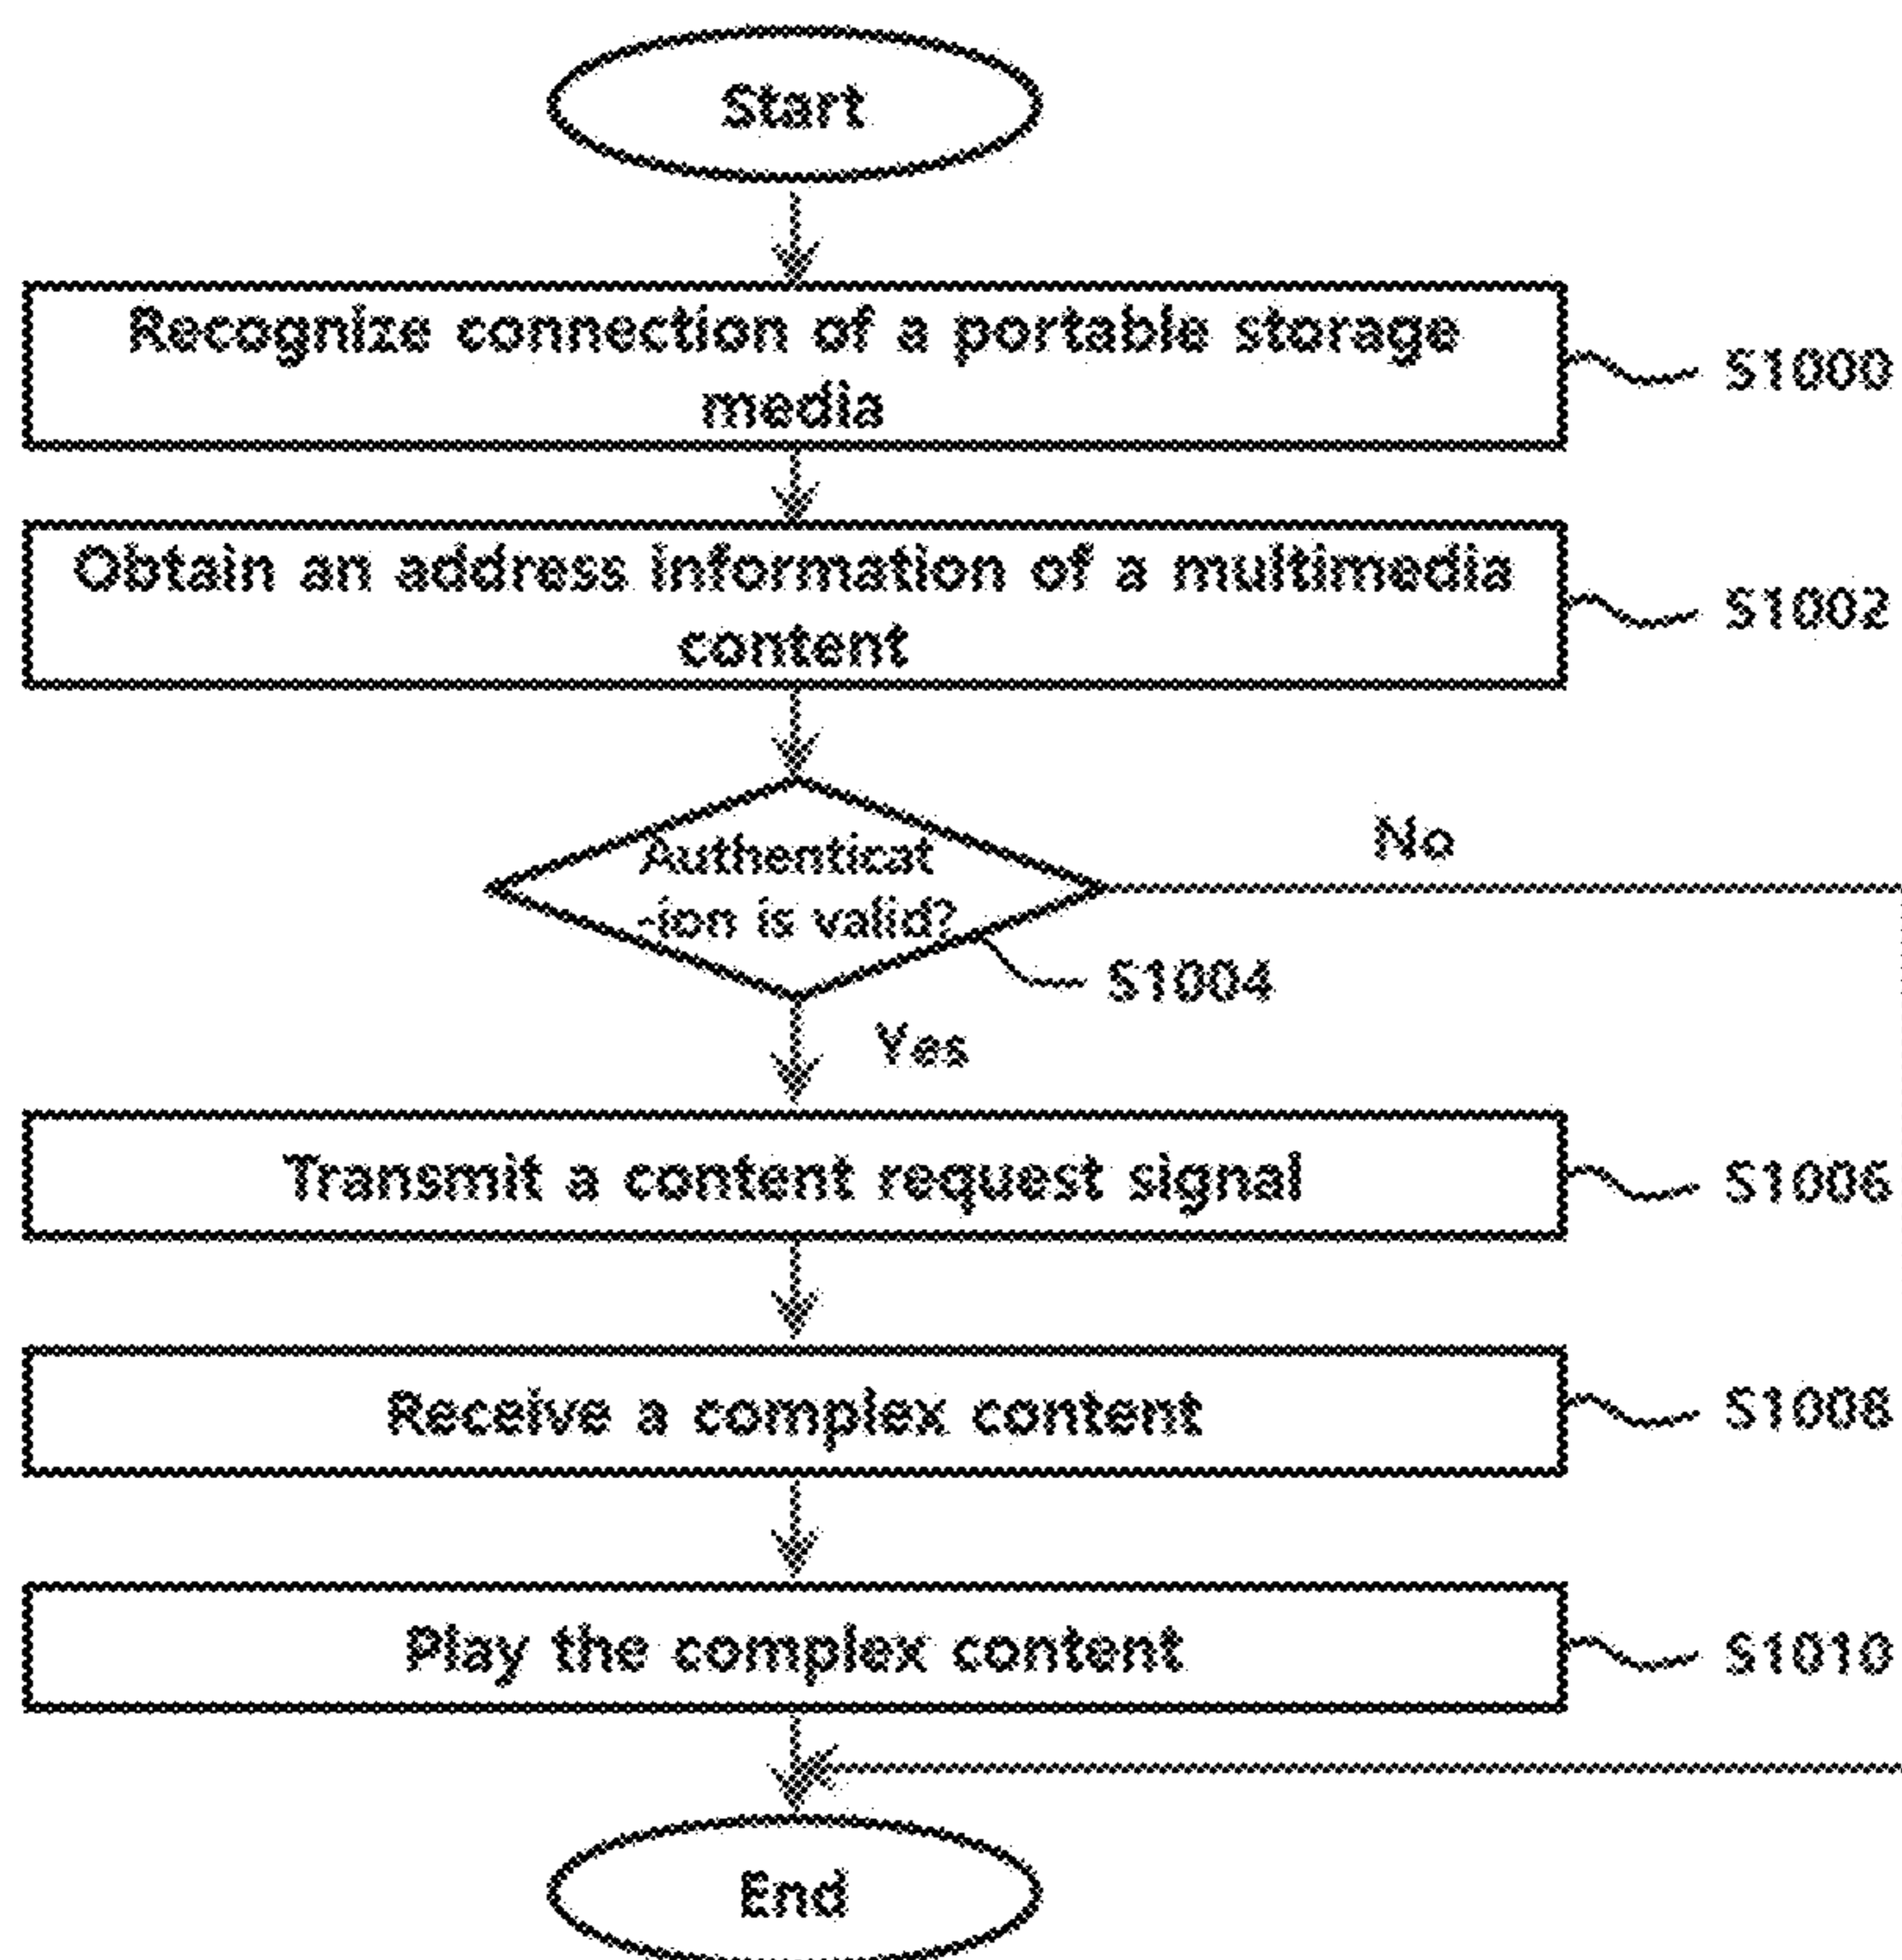 Start
Recognize connection of a portable storage
media
S1000
Obtain an address information of a multimedia
content
S1002
Authenticat
-ion is valid?
No
S1004
Yes
Transmit a content request signal
S1006
Receive a complex content
S1008
Play the complex content
S1010
End